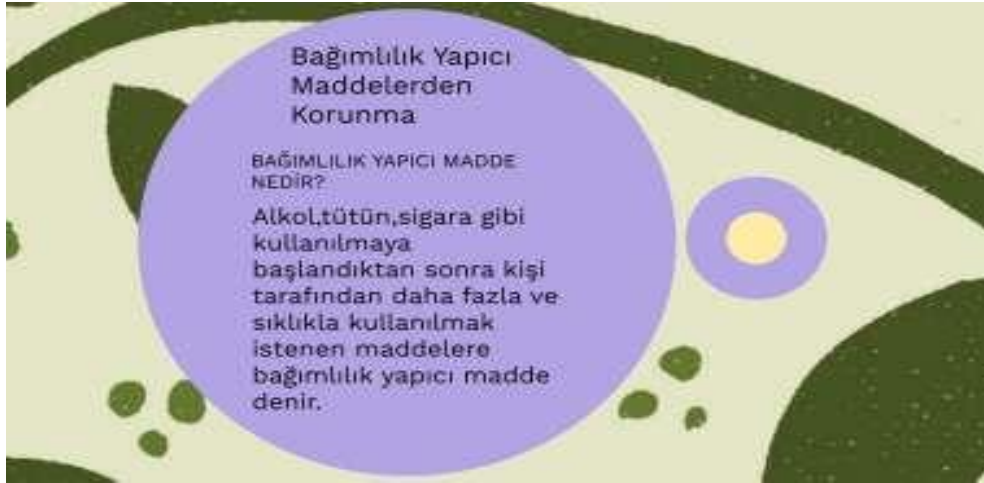 Bağımlılık Yapıcı
Maddelerden
Korunma
BAĞIMLILIK YAPICI MADDE
NEDİR?
Alkol,tütün,sigara gibi
kullanılmaya
başlandıktan sonra kişi
tarafından daha fazla ve
sıklıkla kullanılmak
istenen maddelere
bağımlılık yapıcı madde
denir.